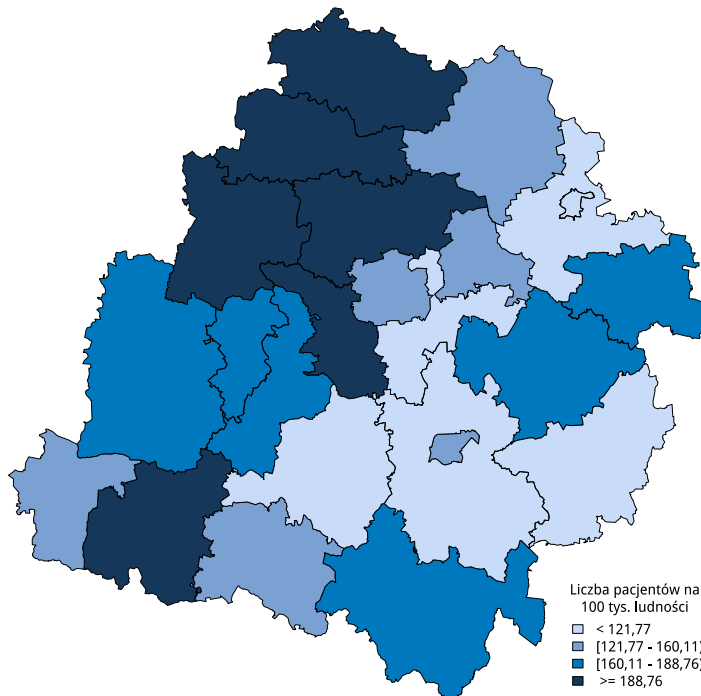 Liczba pacjentów na
100 tys. ludności
< 121,77
[121,77 - 160,11)
[160,11 - 188,76)
>= 188,76